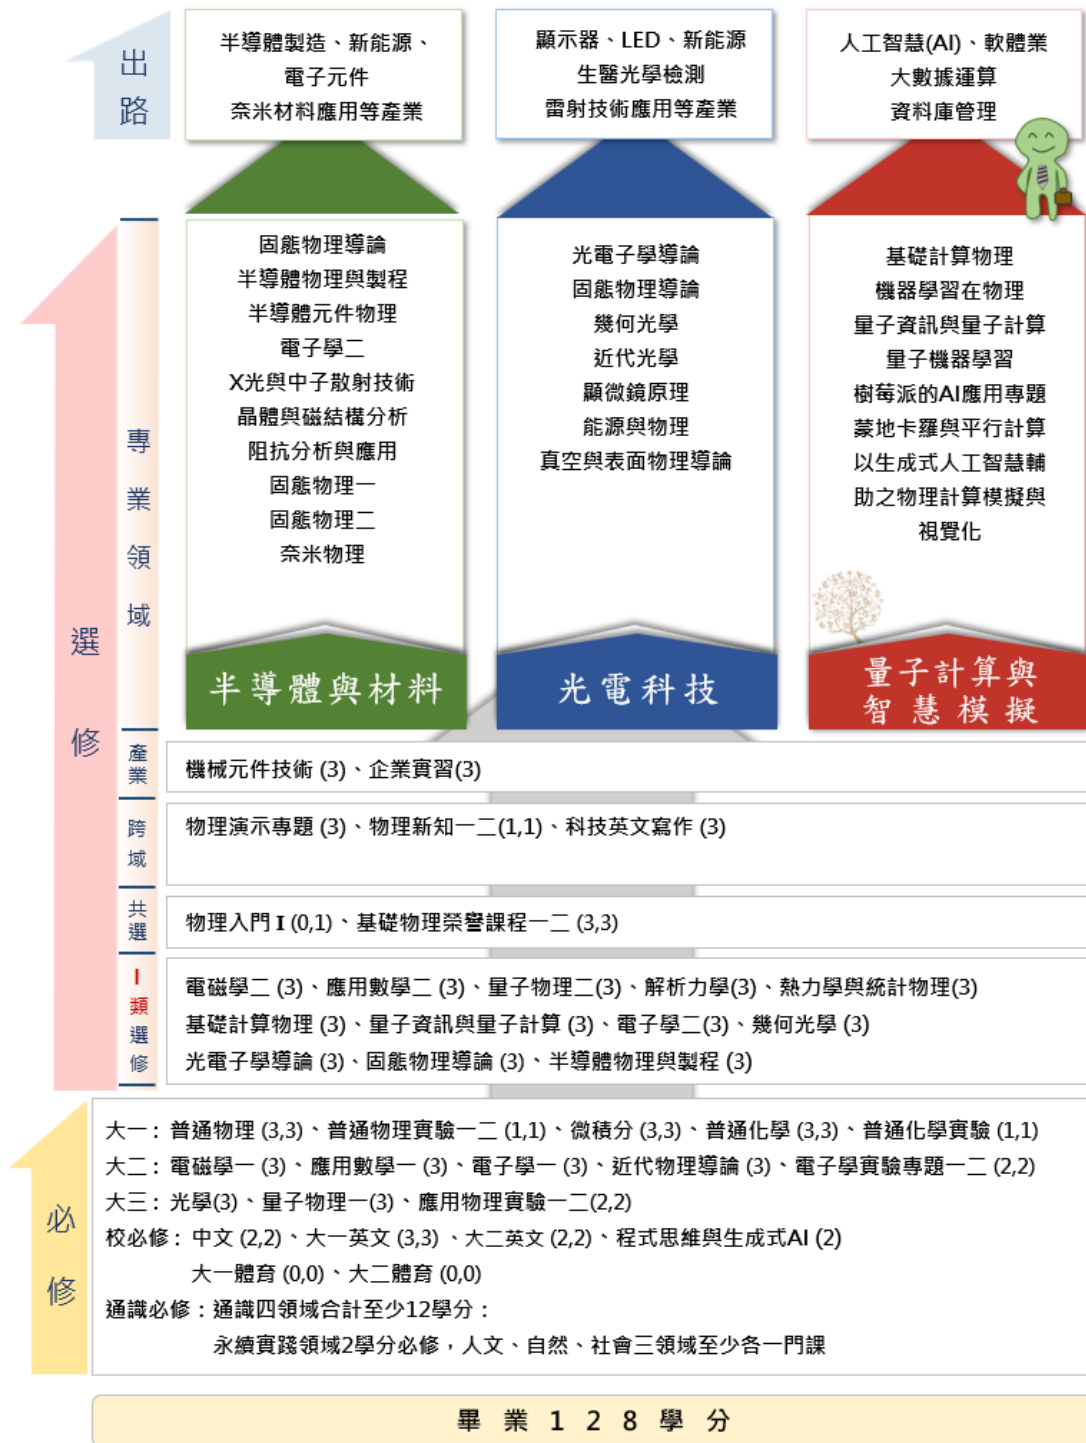 出路
半導體製造、新能源、
電子元件
奈米材料應用等產業
顯示器、LED、新能源
生醫光學檢測
雷射技術應用等產業
人工智慧(AI)、軟體業
大數據運算
資料庫管理
選修
專業領域
固態物理導論
半導體物理與製程
半導體元件物理
電子學二
X光與中子散射技術
晶體與磁結構分析
阻抗分析與應用
固態物理一
固態物理二
奈米物理
半導體與材料
光電子學導論
固態物理導論
幾何光學
近代光學
顯微鏡原理
能源與物理
真空與表面物理導論
光電科技
基礎計算物理
機器學習在物理
量子資訊與量子計算
量子機器學習
樹莓派的AI應用專題
蒙地卡羅與平行計算
以生成式人工智慧輔
助之物理計算模擬與
視覺化
量子計算與
智慧模擬
產業
機械元件技術 (3)、企業實習(3)
跨域
物理演示專題 (3)、物理新知一二(1,1)、科技英文寫作 (3)
共選
物理入門 I (0,1)、基礎物理榮譽課程一二 (3,3)
I類選修
電磁學二 (3)、應用數學二 (3)、量子物理二(3)、解析力學(3)、熱力學與統計物理(3)
基礎計算物理 (3)、量子資訊與量子計算 (3)、電子學二(3)、幾何光學 (3)
光電子學導論 (3)、固態物理導論 (3)、半導體物理與製程 (3)
必修
大一：普通物理 (3,3)、普通物理實驗一二 (1,1)、微積分 (3,3)、普通化學 (3,3)、普通化學實驗 (1,1)
大二：電磁學一 (3)、應用數學一 (3)、電子學一 (3)、近代物理導論 (3)、電子學實驗專題一二 (2,2)
大三：光學(3)、量子物理一(3)、應用物理實驗一二(2,2)
校必修：中文 (2,2)、大一英文 (3,3)、大二英文 (2,2)、程式思維與生成式AI (2)
大一體育 (0,0)、大二體育 (0,0)
通識必修：通識四領域合計至少12學分：
永續實踐領域2學分必修，人文、自然、社會三領域至少各一門課
畢業128學分